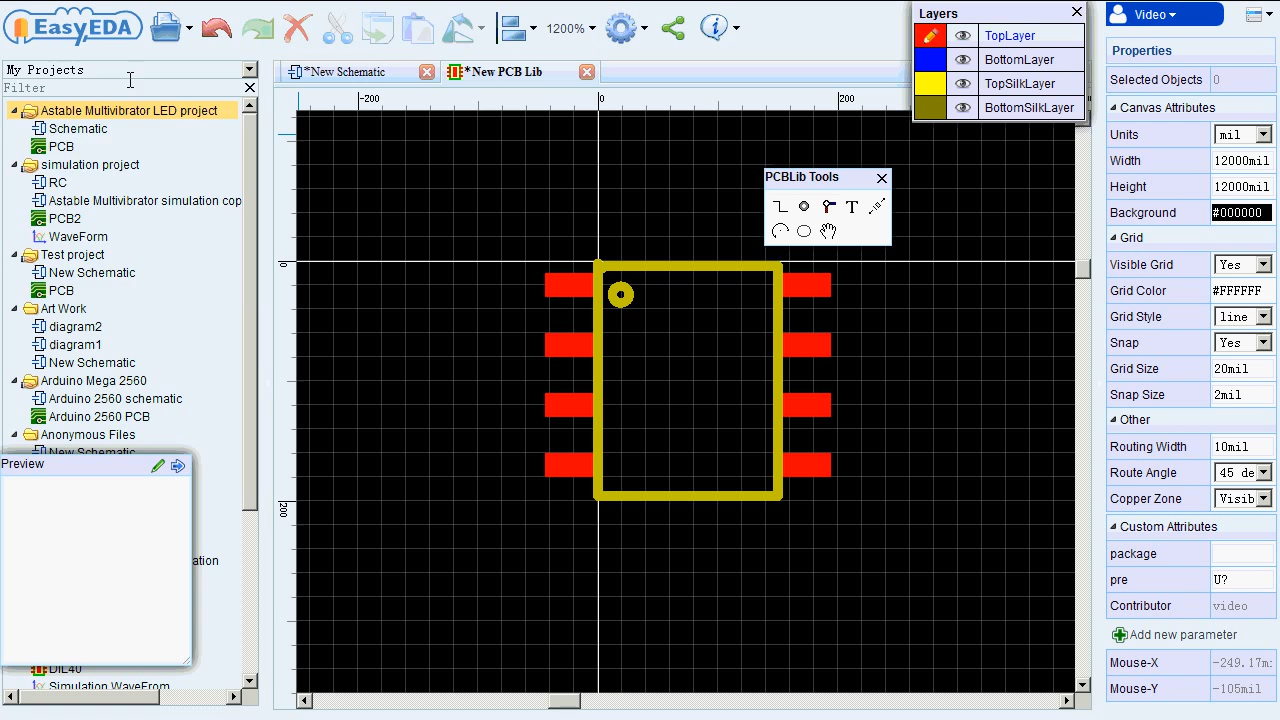 EasyEDA
1200%
Layers
TopLayer
BottomLayer
TopSilkLayer
BottomSilkLayer
Video
My Projects
Filter
Astable Multivibrator LED project
Schematic
PCB
simulation project
RC
Astable Multivibrator simulation cop
PCB2
WaveForm
Test project
New Schematic
PCB
Art Work
diagram2
diagram1
New Schematic
Arduino Mega 2560
Arduino 2560 schematic
Arduino 2560 PCB
Anonymous Files
New Schematic
Preview
ation
DIL40
Simulation WaveFrom
*New Schematic
* New PCB Lib
-200
0
200
0
200
PCBLib Tools
T
Properties
Selected Objects 0
Canvas Attributes
Units mil
Width 12000mil
Height 12000mil
Background #000000
Grid
Visible Grid Yes
Grid Color #FFFFFF
Grid Style line
Snap Yes
Grid Size 20mil
Snap Size 2mil
Other
Routing Width 10mil
Route Angle 45 de
Copper Zone Visib
Custom Attributes
package
pre U?
Contributor video
Add new parameter
Mouse-X -249.17m:
Mouse-Y -105mil